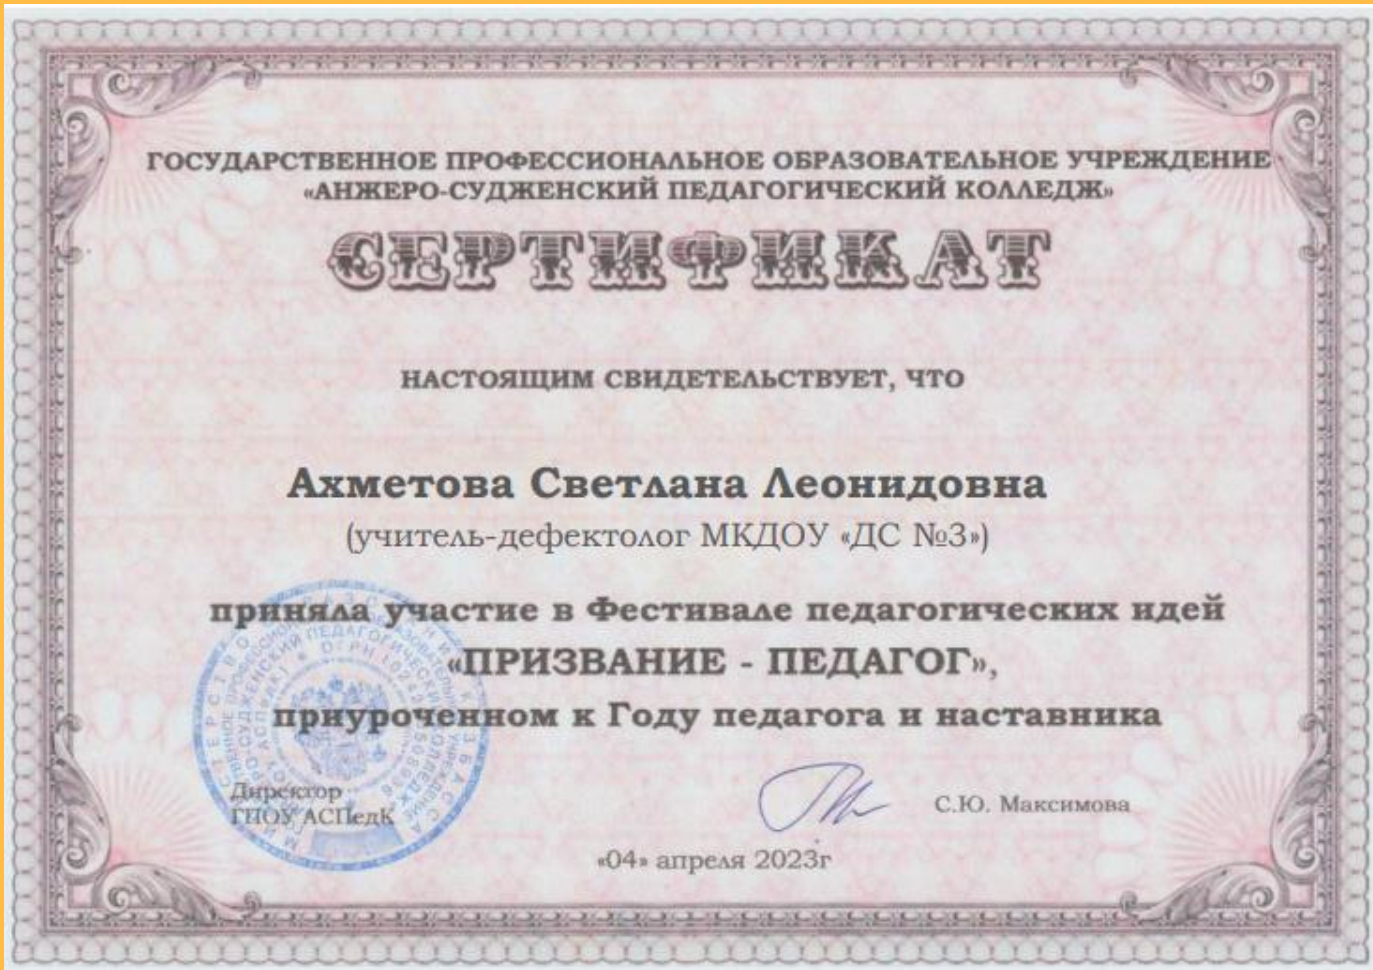 ГОСУДАРСТВЕННОЕ ПРОФЕССИОНАЛЬНОЕ ОБРАЗОВАТЕЛЬНОЕ УЧРЕЖДЕНИЕ
«АНЖЕРО-СУДЖЕНСКИЙ ПЕДАГОГИЧЕСКИЙ КОЛЛЕДЖ»
СЕРТИФИКАТ
НАСТОЯЩИМ СВИДЕТЕЛЬСТВУЕТ, ЧТО
Ахметова Светлана Леонидовна
(учитель-дефектолог МКДОУ «ДС №3»)
приняла участие в Фестивале педагогических идей
«ПРИЗВАНИЕ - ПЕДАГОГ»,
приуроченном к Году педагога и наставника
Директор
ГПОУ АСПедК
С.Ю. Максимова
«04» апреля 2023г